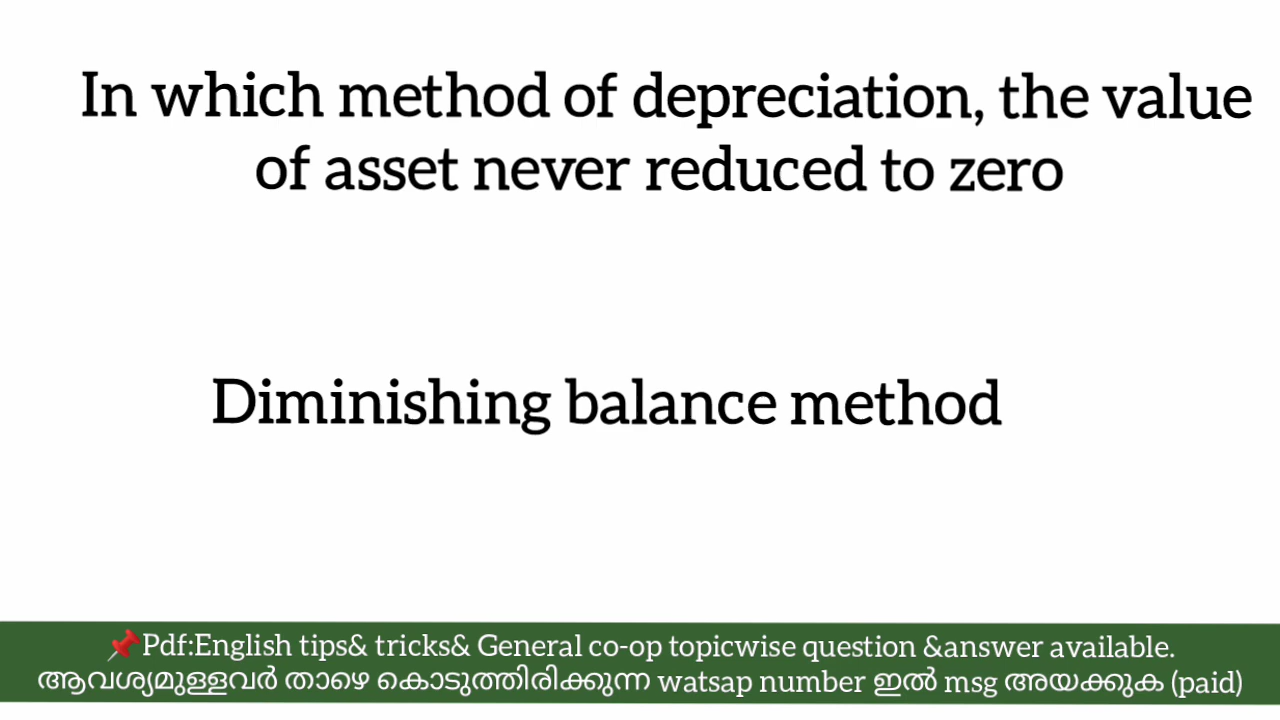 In which method of depreciation, the value
of asset never reduced to zero
Diminishing balance method
📌Pdf:English tips& tricks& General co-op topicwise question &answer available.
ആവശ്യമുള്ളവർ താഴെ കൊടുത്തിരിക്കുന്ന watsap number ഇൽ msg അയക്കുക (paid)